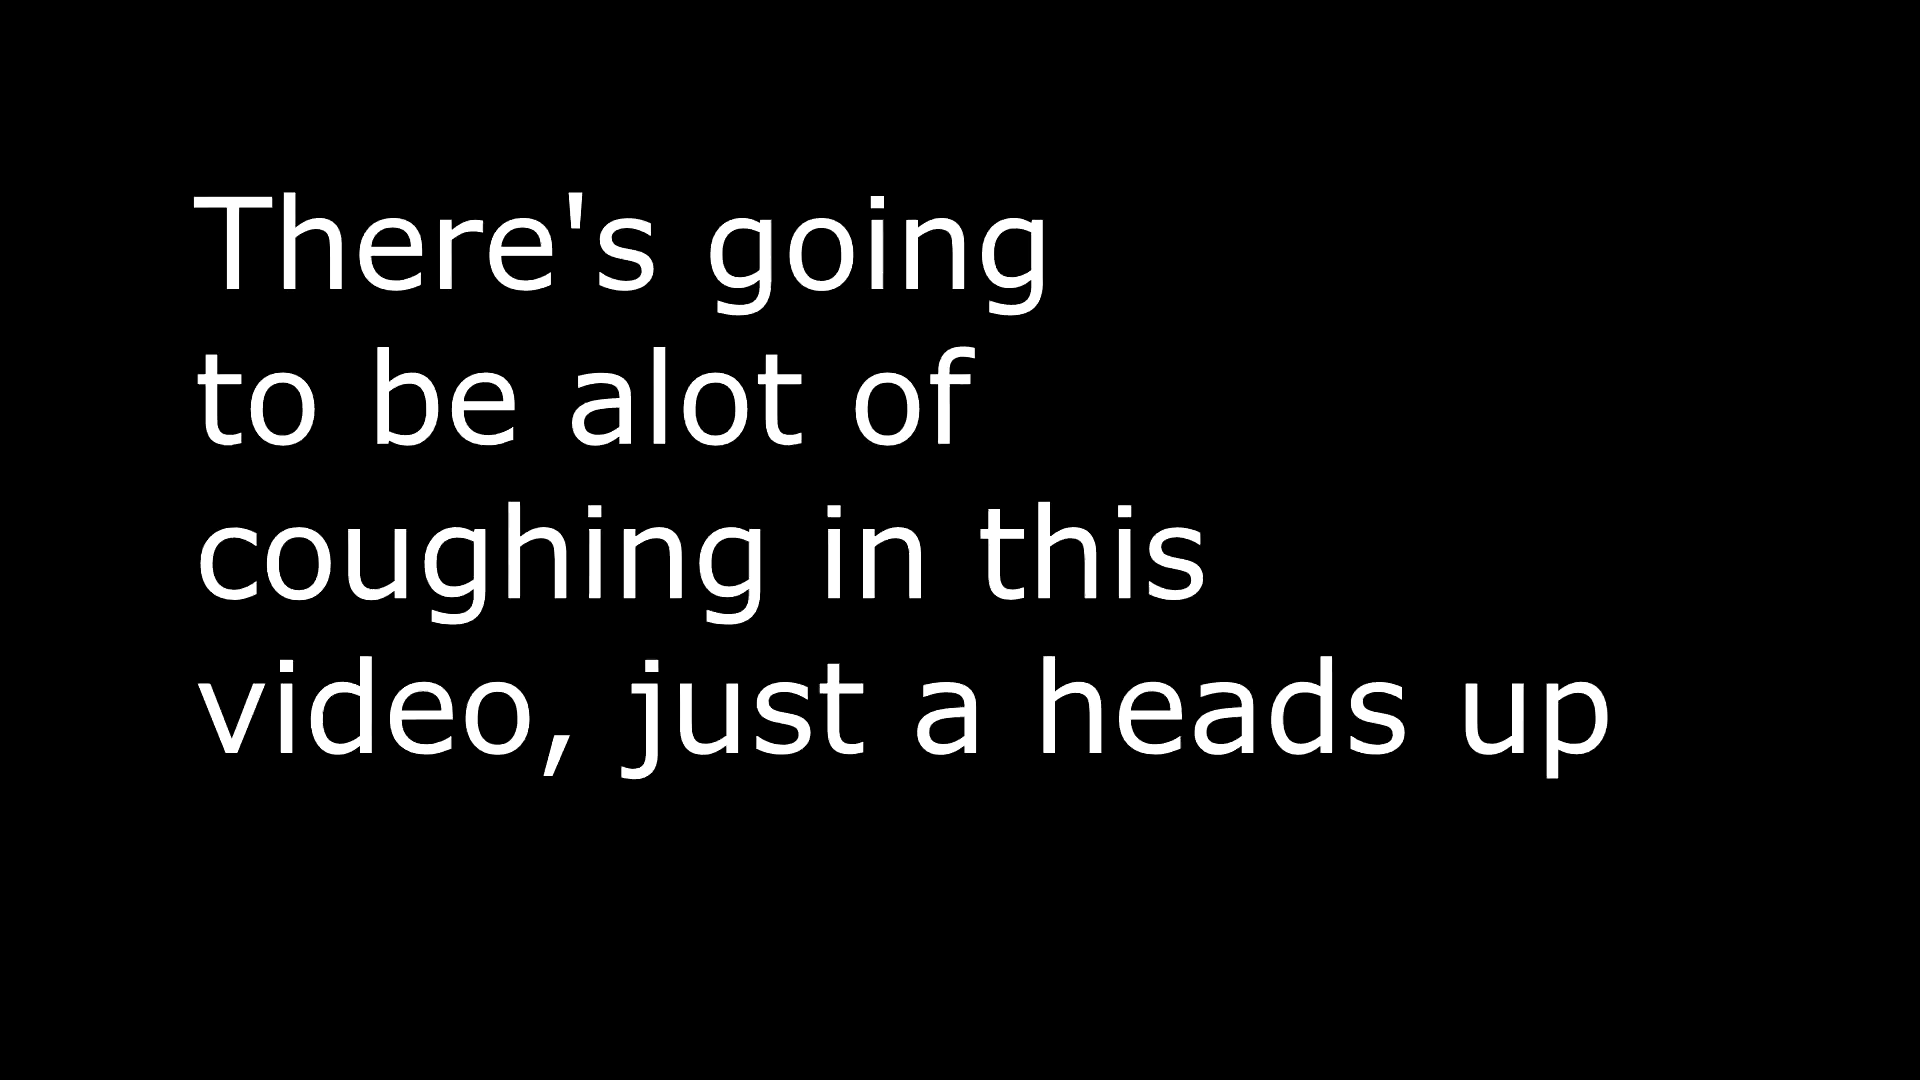 There's going
to be alot of
coughing in this
video, just a heads up